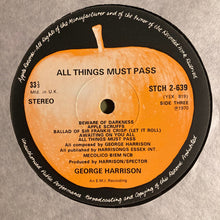 Apple Records
All Rights of the Manufacturer and of the Owner of the Recorded Work Reserved
ALL THINGS MUST PASS
33⅓
Mfd. in U.K.
STEREO
STCH 2-639
(YEX. 819)
SIDE THREE
℗1970
BEWARE OF DARKNESS
APPLE SCRUFFS
BALLAD OF SIR FRANKIE CRISP (LET IT ROLL)
AWAITING ON YOU ALL
ALL THINGS MUST PASS
All composed by GEORGE HARRISON
All published by HARRISONGS ESSEX INT.
MECOLICO BIEM NCB
Produced by
HARRISON/SPECTOR
GEORGE HARRISON
An E.M.I. Recording
Unauthorised Public Performance, Broadcasting and Copying of this Record Prohibited